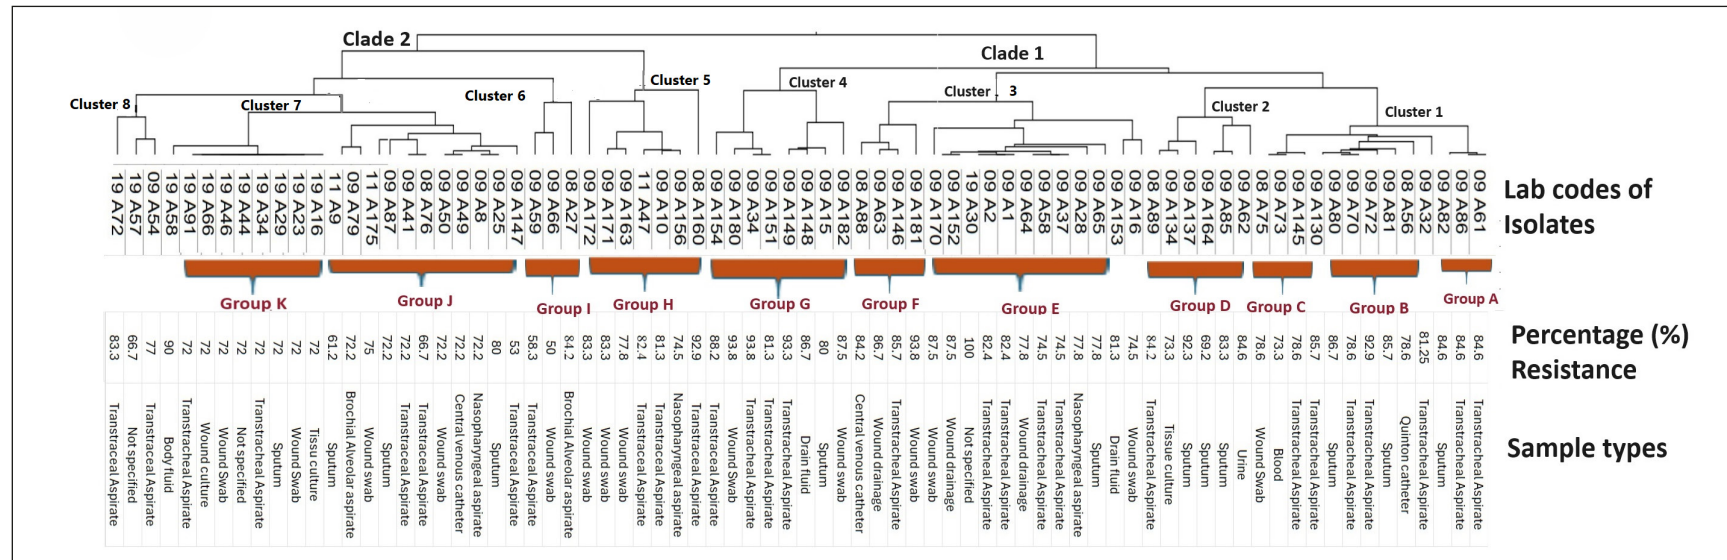 Clade 2
Clade 1
Cluster 5
Cluster 4
Cluster 3
Cluster 6
Cluster 8
Cluster 7
Cluster 2
Cluster 1
19 A72
19 A57
09 A54
19 A58
19 A91
19 A66
19 A46
19 A44
19 A34
19 A29
19 A23
19 A16
11 A9
09 A79
11 A175
09 A87
09 A41
08 A76
09 A50
09 A49
09 A8
09 A25
09 A147
09 A59
09 A66
08 A27
09 A172
09 A171
09 A163
11 A47
09 A10
09 A156
08 A160
09 A154
09 A180
09 A34
09 A151
09 A149
09 A148
09 A15
09 A182
08 A88
09 A63
09 A146
09 A181
09 A170
09 A152
19 A30
09 A2
09 A1
09 A64
09 A58
09 A37
09 A28
09 A65
09 A153
09 A16
08 A89
09 A134
09 A137
09 A164
09 A85
09 A62
08 A75
09 A73
09 A145
09 A130
09 A80
09 A70
09 A72
09 A81
08 A56
09 A32
09 A82
09 A86
09 A61
Lab codes of
Isolates
Group K
Group J
Group I
Group H
Group G
Group F
Group E
Group D
Group C
Group B
Group A
83.3
66.7
77
90
72
72
72
72
72
72
72
72
61.2
72.2
75
72.2
72.2
66.7
72.2
72.2
72.2
80
53
58.3
50
84.2
83.3
83.3
77.8
82.4
81.3
74.5
92.9
88.2
93.8
93.8
81.3
93.3
86.7
80
87.5
84.2
86.7
85.7
93.8
87.5
87.5
100
82.4
82.4
77.8
74.5
74.5
77.8
77.8
81.3
74.5
84.2
73.3
92.3
69.2
83.3
84.6
78.6
73.3
78.6
85.7
86.7
78.6
92.9
85.7
78.6
81.25
84.6
84.6
84.6
Percentage (%)
Resistance
Transtraceal Aspirate
Not specified
Transtraceal Aspirate
Body fluid
Transtracheal Aspirate
Wound culture
Wound Swab
Not specified
Transtracheal Aspirate
Sputum
Wound Swab
Tissu culture
Sputum
Brochial Alveolar aspirate
Wound swab
Sputum
Transtraceal Aspirate
Transtraceal Aspirate
Wound swab
Central venous catheter
Nasopharyngeal aspirate
Sputum
Transtraceal Aspirate
Transtraceal Aspirate
Wound swab
Brochial Alveolar aspirate
Wound swab
Wound swab
Wound swab
Transtraceal Aspirate
Transtraceal Aspirate
Nasopharyngeal aspirate
Transtraceal Aspirate
Transtraceal Aspirate
Wound Swab
Transtracheal Aspirate
Transtracheal Aspirate
Transtracheal Aspirate
Drain fluid
Sputum
Wound swab
Central venous catheter
Wound drainage
Transtracheal Aspirate
Wound swab
Wound swab
Wound drainage
Not specified
Transtracheal Aspirate
Transtracheal Aspirate
Wound drainage
Transtracheal Aspirate
Transtracheal Aspirate
Nasopharyngeal aspirate
Sputum
Drain fluid
Wound swab
Transtracheal Aspirate
Tissue culture
Sputum
Sputum
Sputum
Urine
Wound Swab
Blood
Transtracheal Aspirate
Transtracheal Aspirate
Sputum
Transtracheal Aspirate
Transtracheal Aspirate
Sputum
Quinton catheter
Transtracheal Aspirate
Sputum
Transtracheal Aspirate
Transtracheal Aspirate
Sample types